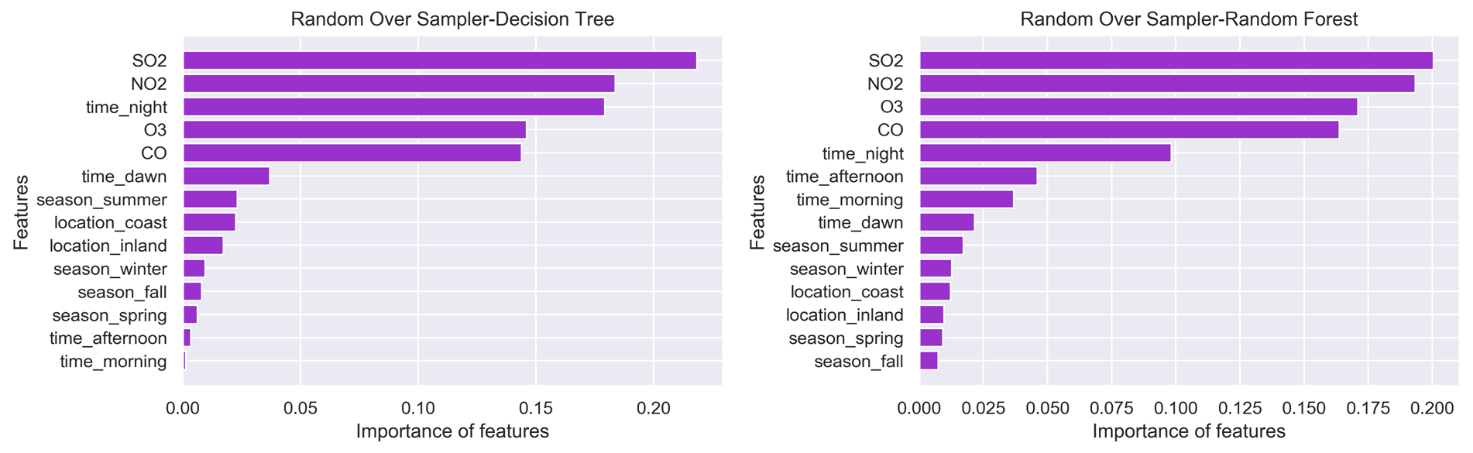 Random Over Sampler-Decision Tree
Features
SO2
NO2
time_night
O3
CO
time_dawn
season_summer
location_coast
location_inland
season_winter
season_fall
season_spring
time_afternoon
time_morning
0.00 0.05 0.10 0.15 0.20
Importance of features
Random Over Sampler-Random Forest
Features
SO2
NO2
O3
CO
time_night
time_afternoon
time_morning
time_dawn
season_summer
season_winter
location_coast
location_inland
season_spring
season_fall
0.000 0.025 0.050 0.075 0.100 0.125 0.150 0.175 0.200
Importance of features